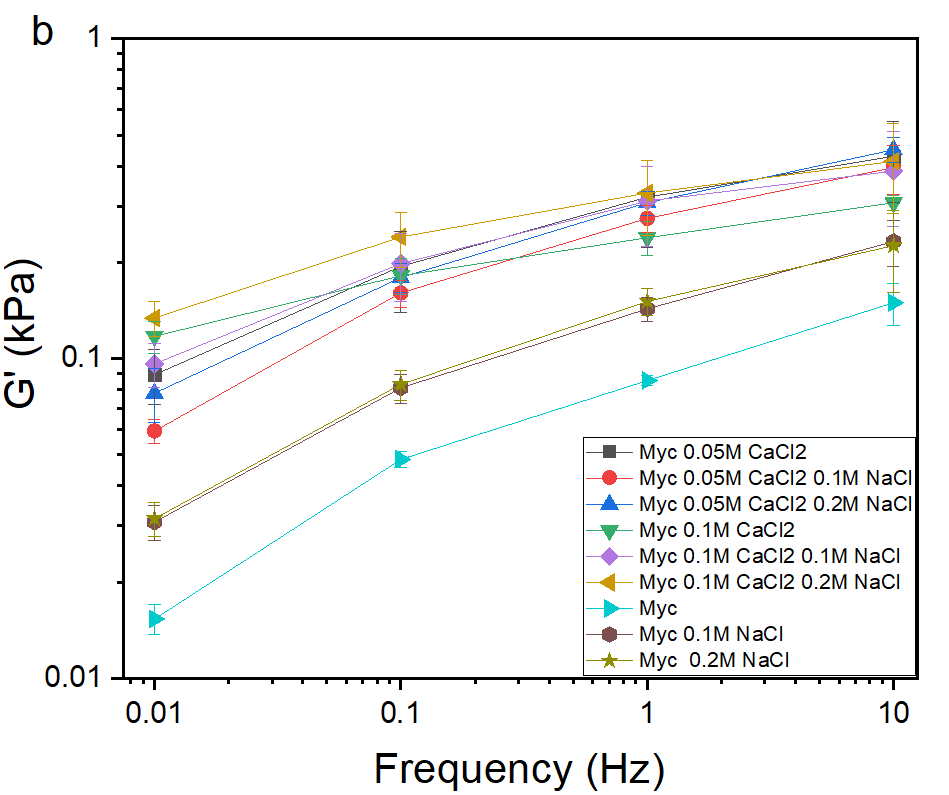 b
1
0.1
0.01
G' (kPa)
Myc 0.05M CaCl2
Myc 0.05M CaCl2 0.1M NaCl
Myc 0.05M CaCl2 0.2M NaCl
Myc 0.1M CaCl2
Myc 0.1M CaCl2 0.1M NaCl
Myc 0.1M CaCl2 0.2M NaCl
Myc
Myc 0.1M NaCl
Myc  0.2M NaCl
0.01 0.1 1 10
Frequency (Hz)